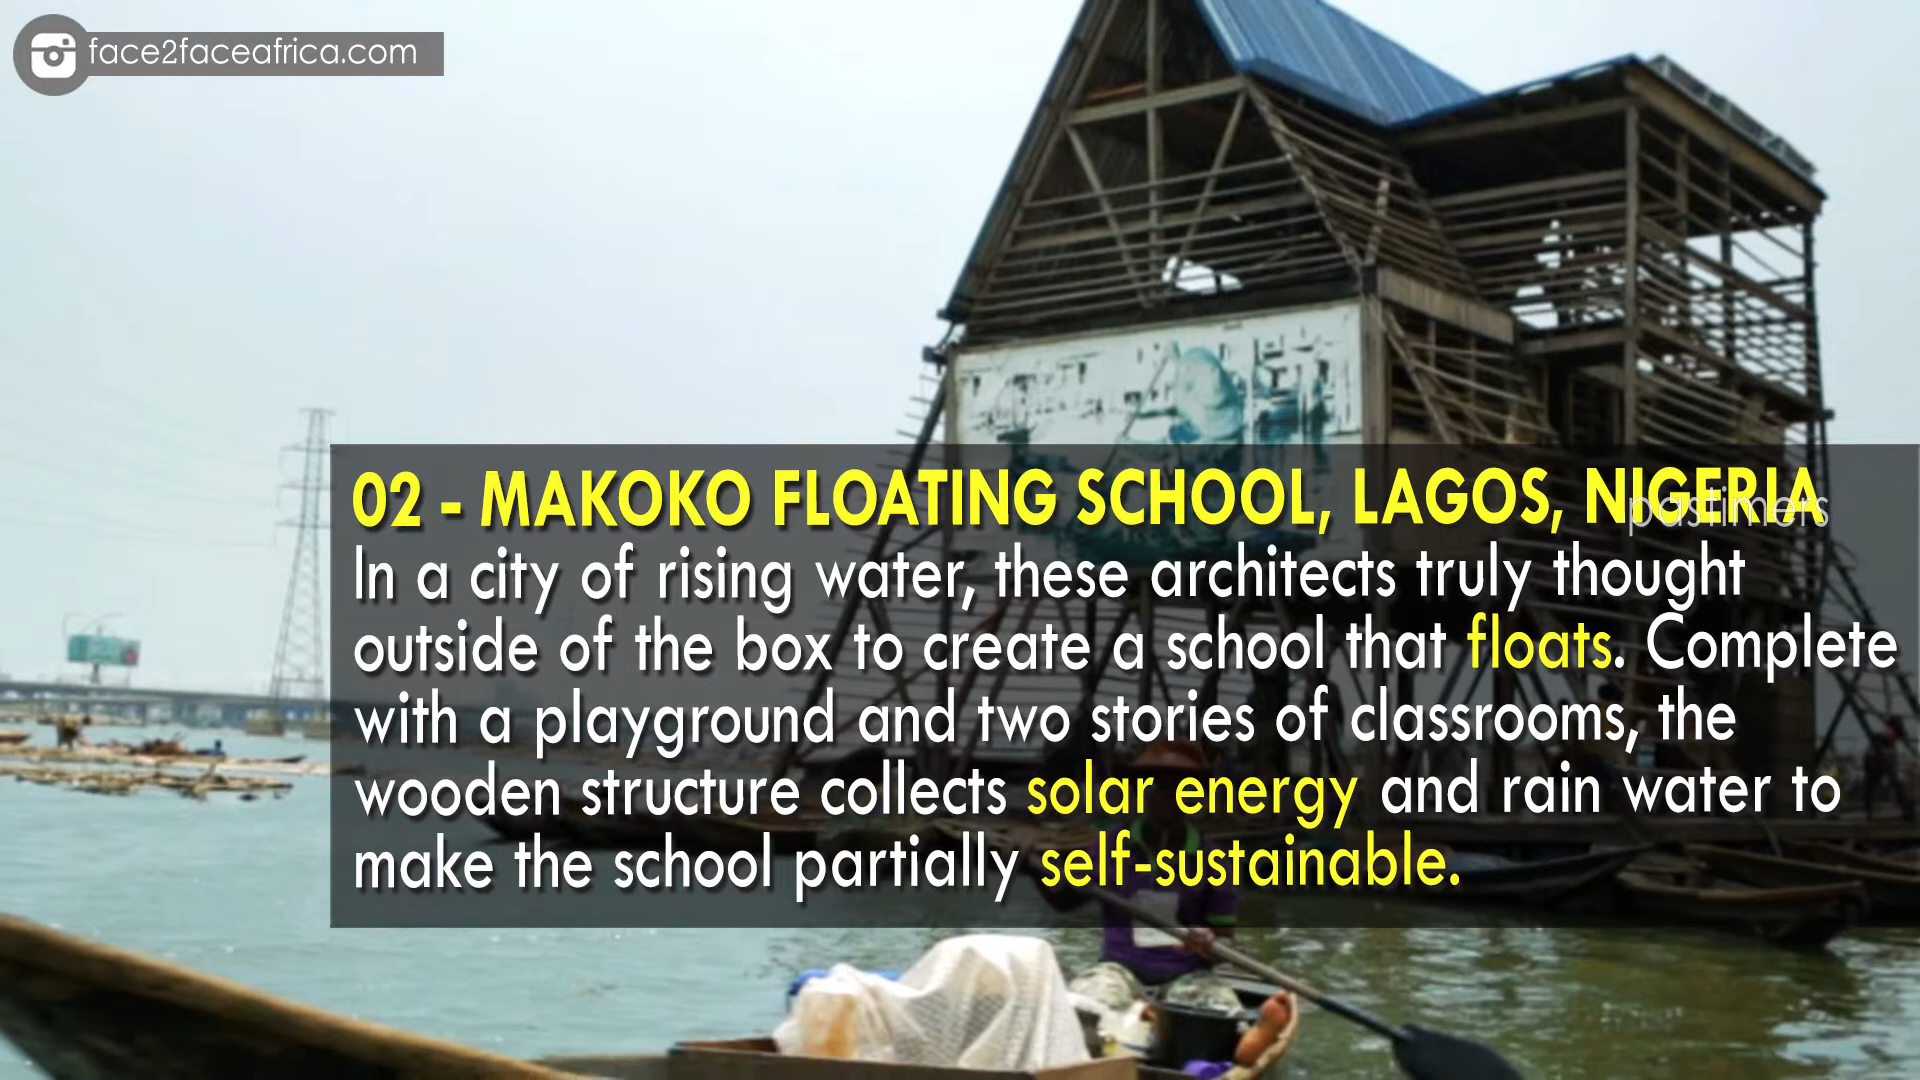 face2faceafrica.com
02 - MAKOKO FLOATING SCHOOL, LAGOS, NIGERIA
pastimers
In a city of rising water, these architects truly thought
outside of the box to create a school that floats. Complete
with a playground and two stories of classrooms, the
wooden structure collects solar energy and rain water to
make the school partially self-sustainable.